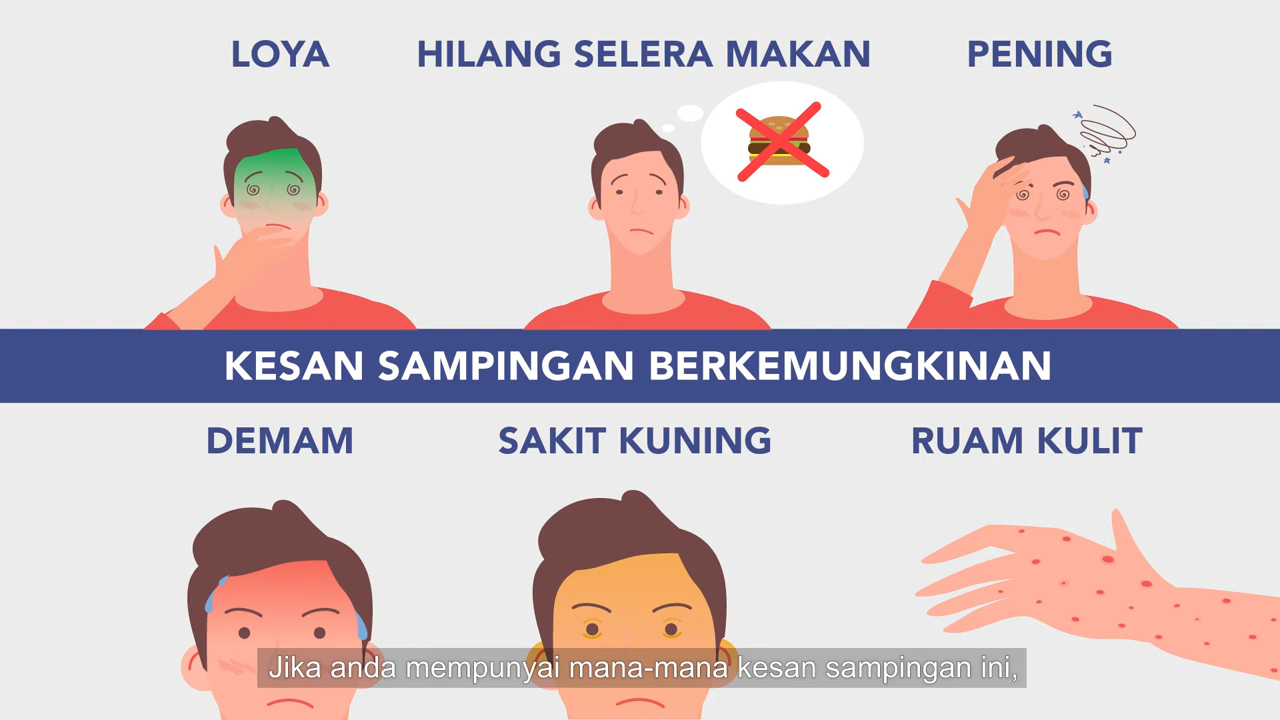 LOYA
HILANG SELERA MAKAN
PENING
KESAN SAMPINGAN BERKEMUNGKINAN
DEMAM
SAKIT KUNING
RUAM KULIT
Jika anda mempunyai mana-mana kesan sampingan ini,